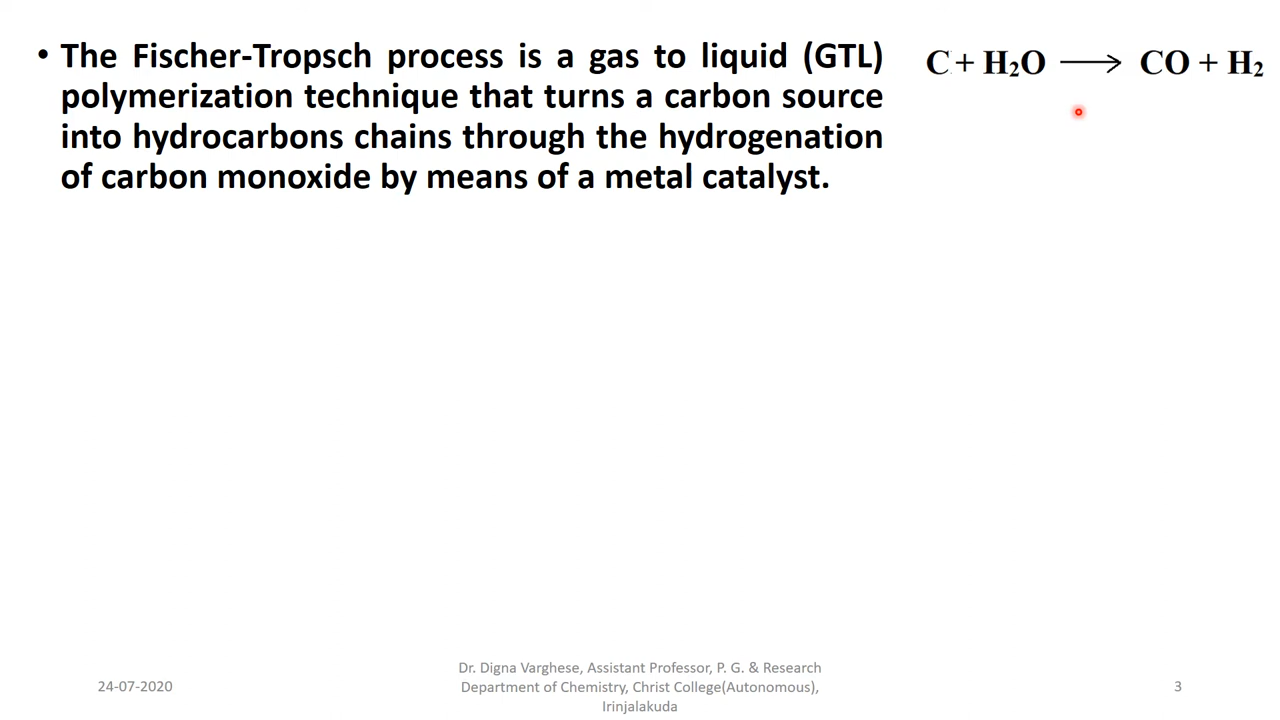 • The Fischer-Tropsch process is a gas to liquid (GTL)
polymerization technique that turns a carbon source
into hydrocarbons chains through the hydrogenation
of carbon monoxide by means of a metal catalyst.
C + H₂O ⟶ CO + H₂
24-07-2020
Dr. Digna Varghese, Assistant Professor, P. G. & Research
Department of Chemistry, Christ College(Autonomous),
Irinjalakuda
3